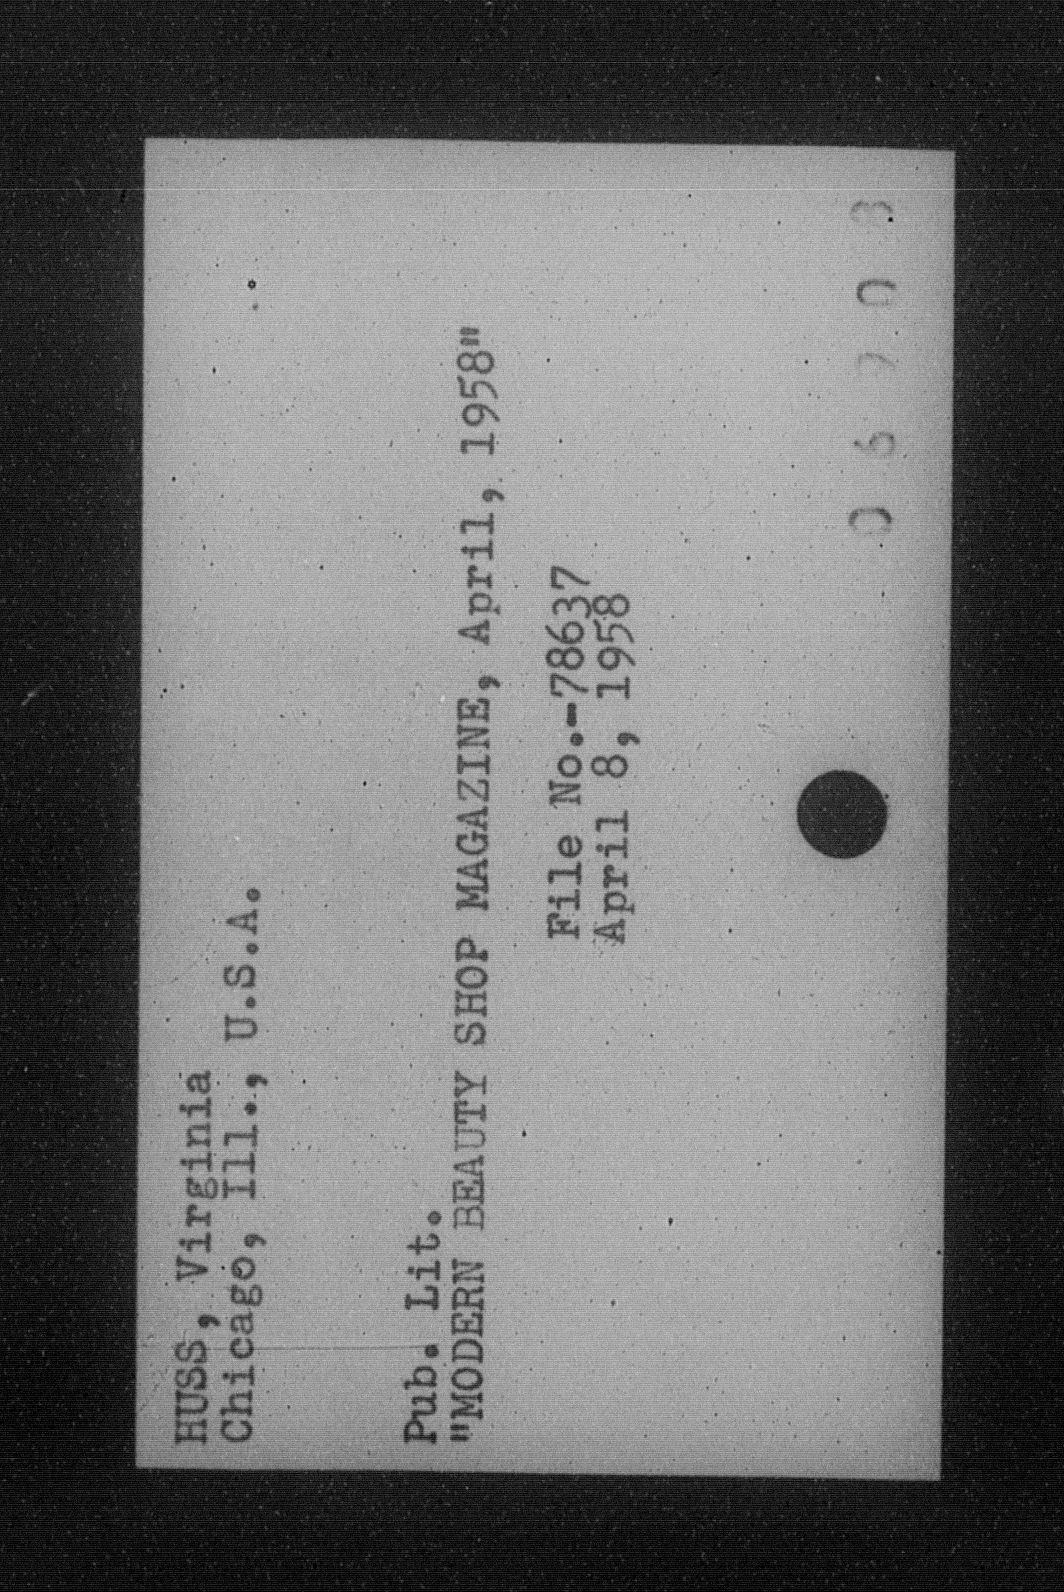 HUSS, Virginia
Chicago, Ill., U.S.A.
Pub. Lit.
"MODERN BEAUTY SHOP MAGAZINE, April, 1958"
File No.-78637
April 8, 1958